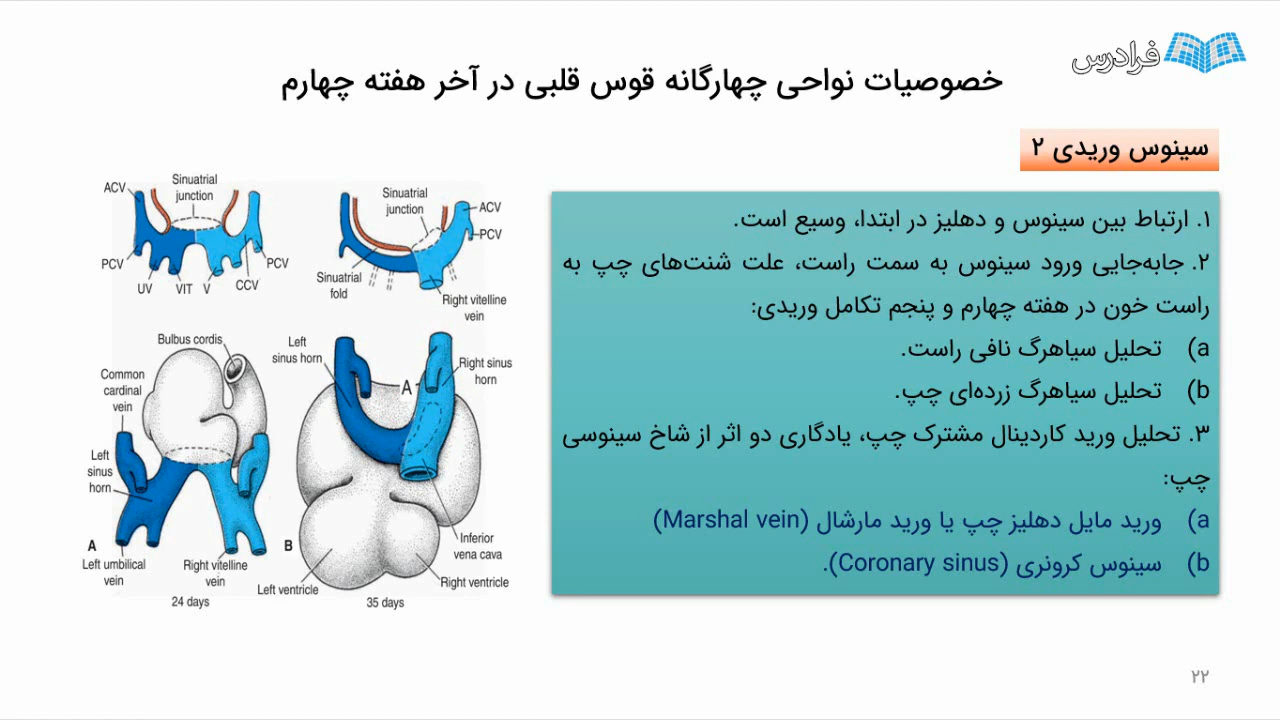 فرادرس
خصوصیات نواحی چهارگانه قوس قلبی در آخر هفته چهارم
سینوس وریدی ۲
۱. ارتباط بین سینوس و دهلیز در ابتدا، وسیع است.
۲. جابه‌جایی ورود سینوس به سمت راست، علت شنت‌های چپ به
راست خون در هفته چهارم و پنجم تکامل وریدی:
a) تحلیل سیاهرگ نافی راست.
b) تحلیل سیاهرگ زرده‌ای چپ.
۳. تحلیل ورید کاردینال مشترک چپ، یادگاری دو اثر از شاخ سینوسی
چپ:
a) ورید مایل دهلیز چپ یا ورید مارشال (Marshal vein)
b) سینوس کرونری (Coronary sinus).
ACV
Sinuatrial
junction
PCV
UV
VIT
V
CCV
PCV
Sinuatrial
junction
ACV
PCV
Sinuatrial
fold
Right vitelline
vein
Bulbus cordis
Common
cardinal
vein
Left
sinus
horn
A
Left umbilical
vein
Right vitelline
vein
24 days
Left
sinus horn
A
Right sinus
horn
B
Inferior
vena cava
Left ventricle
Right ventricle
35 days
۲۲